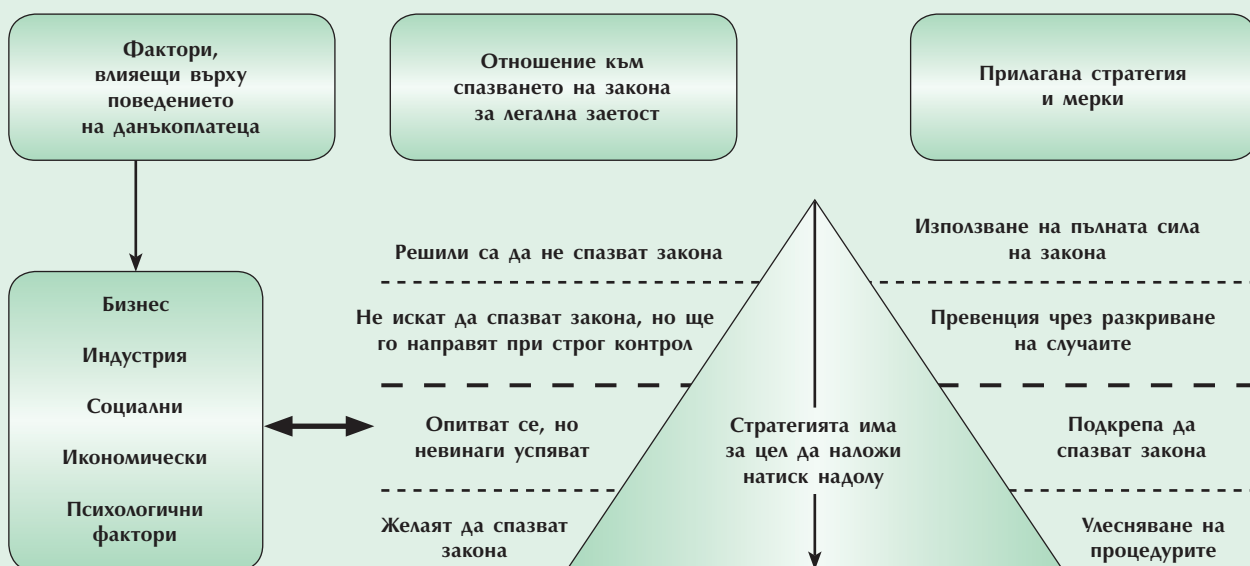 Фактори,
влияещи върху
поведението
на данъкоплатеца
Отношение към
спазването на закона
за легална заетост
Прилагана стратегия
и мерки
Бизнес
Индустрия
Социални
Икономически
Психологични
фактори
Решили са да не спазват закона
Не искат да спазват закона, но ще
го направят при строг контрол
Опитват се, но
невинаги успяват
Желаят да спазват
закона
Стратегията има
за цел да наложи
натиск надолу
Използване на пълната сила
на закона
Превенция чрез разкриване
на случаите
Подкрепа да
спазват закона
Улесняване на
процедурите